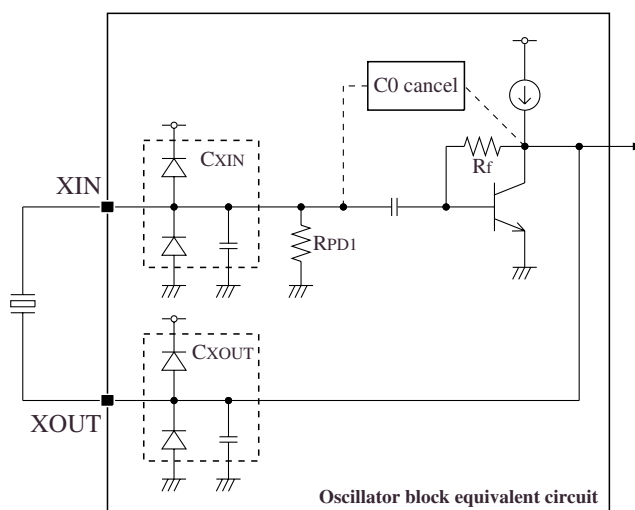 C0 cancel
CXIN
Rf
XIN
RPD1
CXOUT
XOUT
Oscillator block equivalent circuit